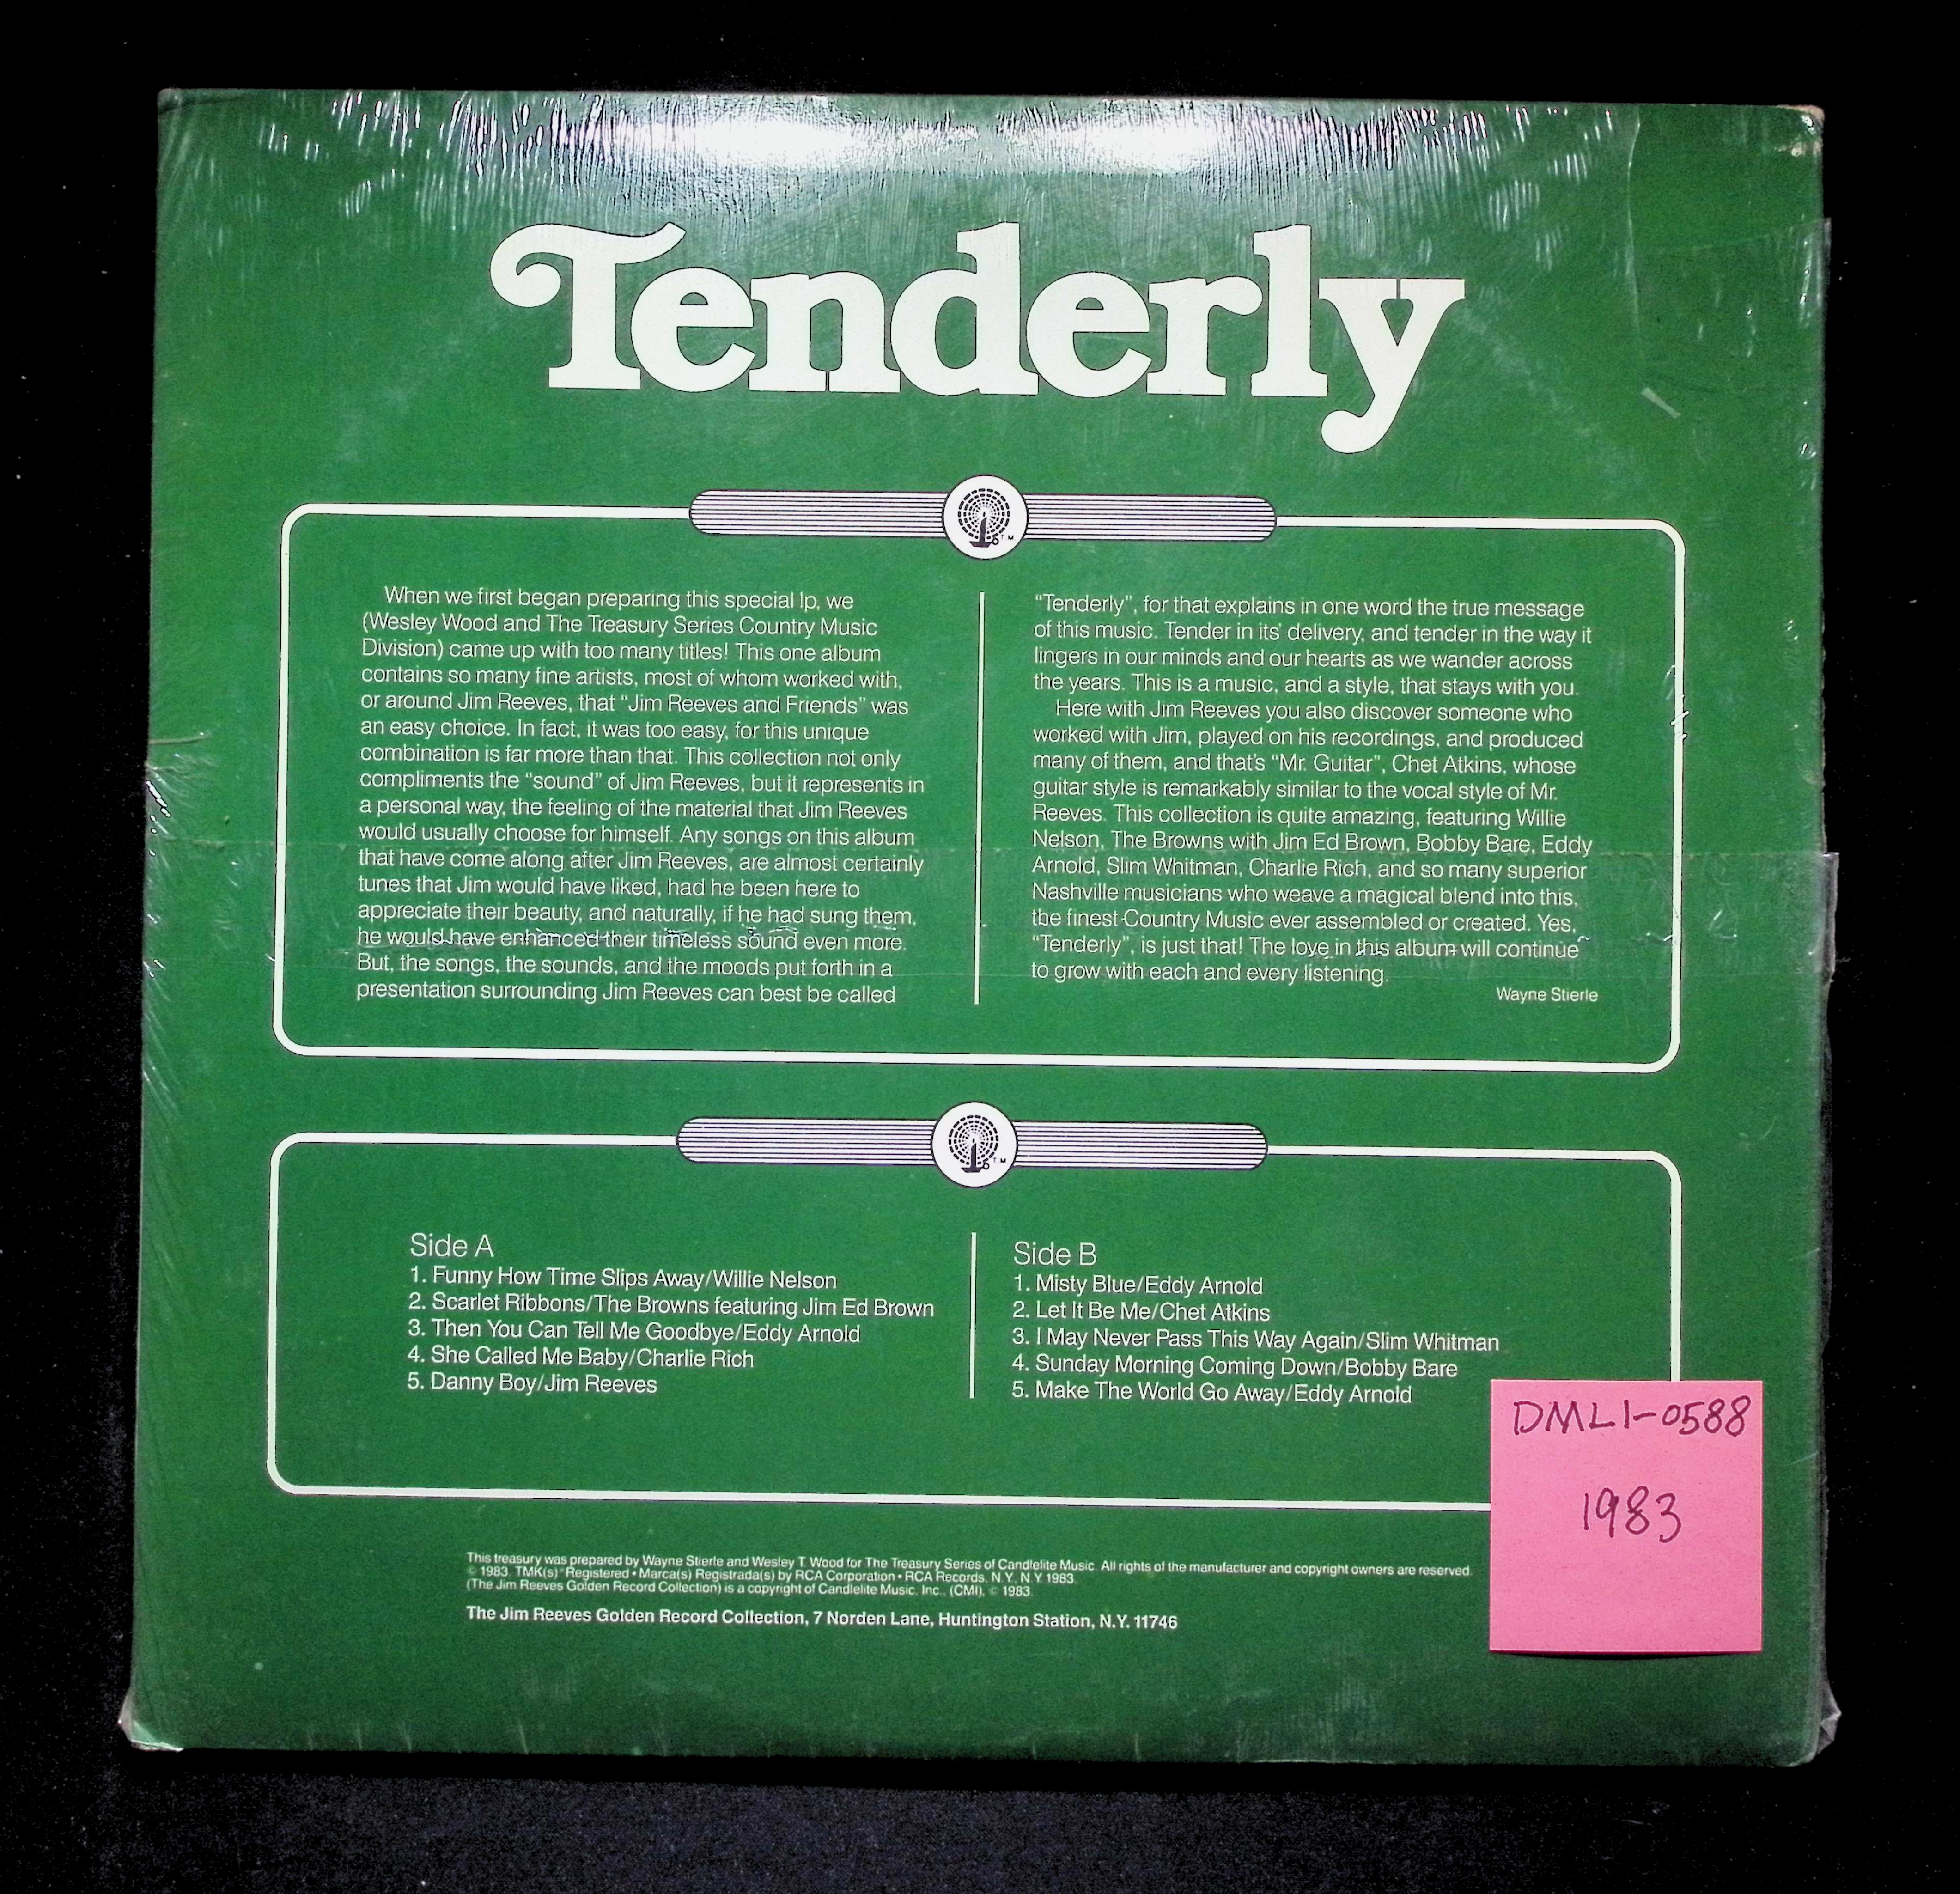 Tenderly
When we first began preparing this special lp, we
(Wesley Wood and The Treasury Series Country Music
Division) came up with too many titles! This one album
contains so many fine artists, most of whom worked with,
or around Jim Reeves, that “Jim Reeves and Friends” was
an easy choice. In fact, it was too easy, for this unique
combination is far more than that. This collection not only
compliments the “sound” of Jim Reeves, but it represents in
a personal way, the feeling of the material that Jim Reeves
would usually choose for himself. Any songs on this album
that have come along after Jim Reeves, are almost certainly
tunes that Jim would have liked, had he been here to
appreciate their beauty, and naturally, if he had sung them,
he would have enhanced their timeless sound even more.
But, the songs, the sounds, and the moods put forth in a
presentation surrounding Jim Reeves can best be called
“Tenderly”, for that explains in one word the true message
of this music. Tender in its' delivery, and tender in the way it
lingers in our minds and our hearts as we wander across
the years. This is a music, and a style, that stays with you.
Here with Jim Reeves you also discover someone who
worked with Jim, played on his recordings, and produced
many of them, and that's “Mr. Guitar”, Chet Atkins, whose
guitar style is remarkably similar to the vocal style of Mr.
Reeves. This collection is quite amazing, featuring Willie
Nelson, The Browns with Jim Ed Brown, Bobby Bare, Eddy
Arnold, Slim Whitman, Charlie Rich, and so many superior
Nashville musicians who weave a magical blend into this,
the finest Country Music ever assembled or created. Yes,
“Tenderly”, is just that! The love in this album will continue
to grow with each and every listening.
Wayne Stierle
Side A
1. Funny How Time Slips Away/Willie Nelson
2. Scarlet Ribbons/The Browns featuring Jim Ed Brown
3. Then You Can Tell Me Goodbye/Eddy Arnold
4. She Called Me Baby/Charlie Rich
5. Danny Boy/Jim Reeves
Side B
1. Misty Blue/Eddy Arnold
2. Let It Be Me/Chet Atkins
3. I May Never Pass This Way Again/Slim Whitman
4. Sunday Morning Coming Down/Bobby Bare
5. Make The World Go Away/Eddy Arnold
DML1-0588
1983
This treasury was prepared by Wayne Stierle and Wesley T. Wood for The Treasury Series of Candlelite Music. All rights of the manufacturer and copyright owners are reserved.
© 1983. TMK(s)® Registered • Marca(s) Registrada(s) by RCA Corporation • RCA Records, N.Y., N.Y 1983.
(The Jim Reeves Golden Record Collection) is a copyright of Candlelite Music, Inc., (CMI), © 1983
The Jim Reeves Golden Record Collection, 7 Norden Lane, Huntington Station, N.Y. 11746